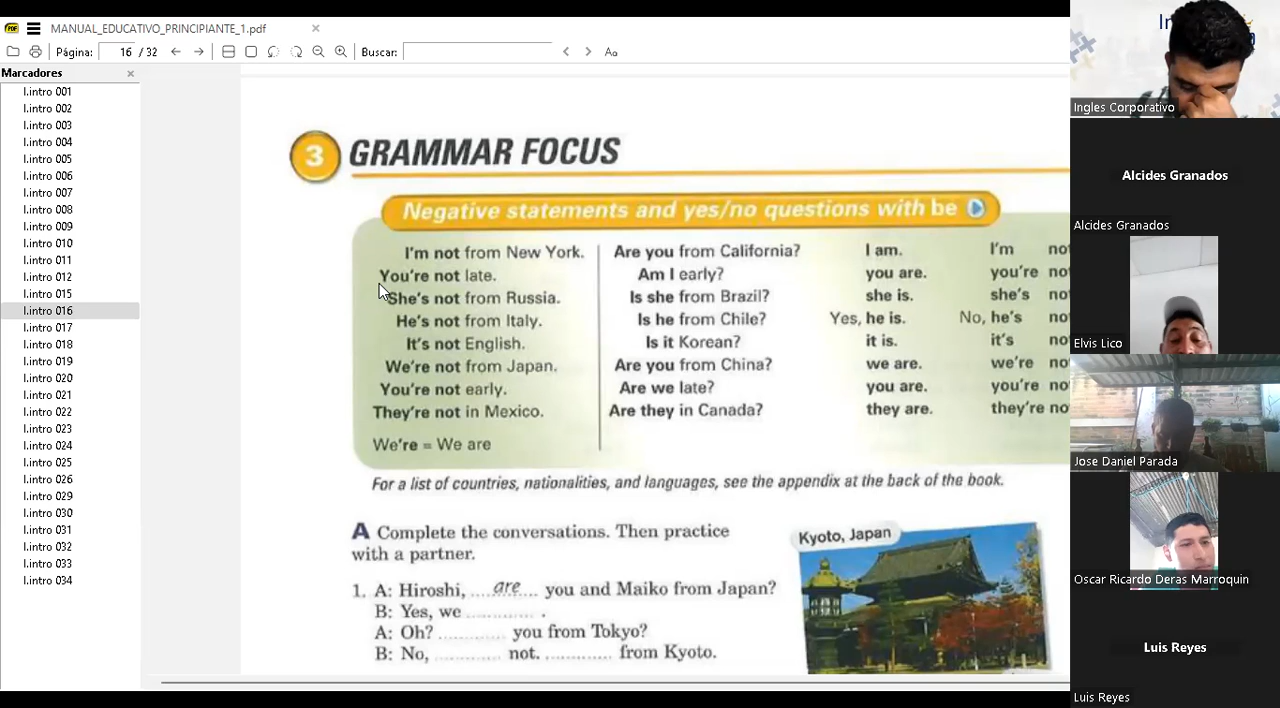 MANUAL_EDUCATIVO_PRINCIPIANTE_1.pdf
Página: 16 / 32
Buscar:
Aa
Marcadores
I.intro 001
I.intro 002
I.intro 003
I.intro 004
I.intro 005
I.intro 006
I.intro 007
I.intro 008
I.intro 009
I.intro 010
I.intro 011
I.intro 012
I.intro 015
I.intro 016
I.intro 017
I.intro 018
I.intro 019
I.intro 020
I.intro 021
I.intro 022
I.intro 023
I.intro 024
I.intro 025
I.intro 026
I.intro 029
I.intro 030
I.intro 031
I.intro 032
I.intro 033
I.intro 034
3 GRAMMAR FOCUS
Negative statements and yes/no questions with be
I'm not from New York.
You're not late.
She's not from Russia.
He's not from Italy.
It's not English.
We're not from Japan.
You're not early.
They're not in Mexico.
We're = We are
Are you from California?
Am I early?
Is she from Brazil?
Is he from Chile?
Is it Korean?
Are you from China?
Are we late?
Are they in Canada?
I am.
you are.
she is.
Yes, he is.
it is.
we are.
you are.
they are.
I'm no
you're no
she's no
No, he's no
it's no
we're no
you're no
they're no
For a list of countries, nationalities, and languages, see the appendix at the back of the book.
A Complete the conversations. Then practice
with a partner.
1. A: Hiroshi, are you and Maiko from Japan?
B: Yes, we .......... .
A: Oh? .......... you from Tokyo?
B: No, .......... not. .......... from Kyoto.
Kyoto, Japan
Ingles Corporativo
Alcides Granados
Alcides Granados
Elvis Lico
Jose Daniel Parada
Oscar Ricardo Deras Marroquin
Luis Reyes
Luis Reyes